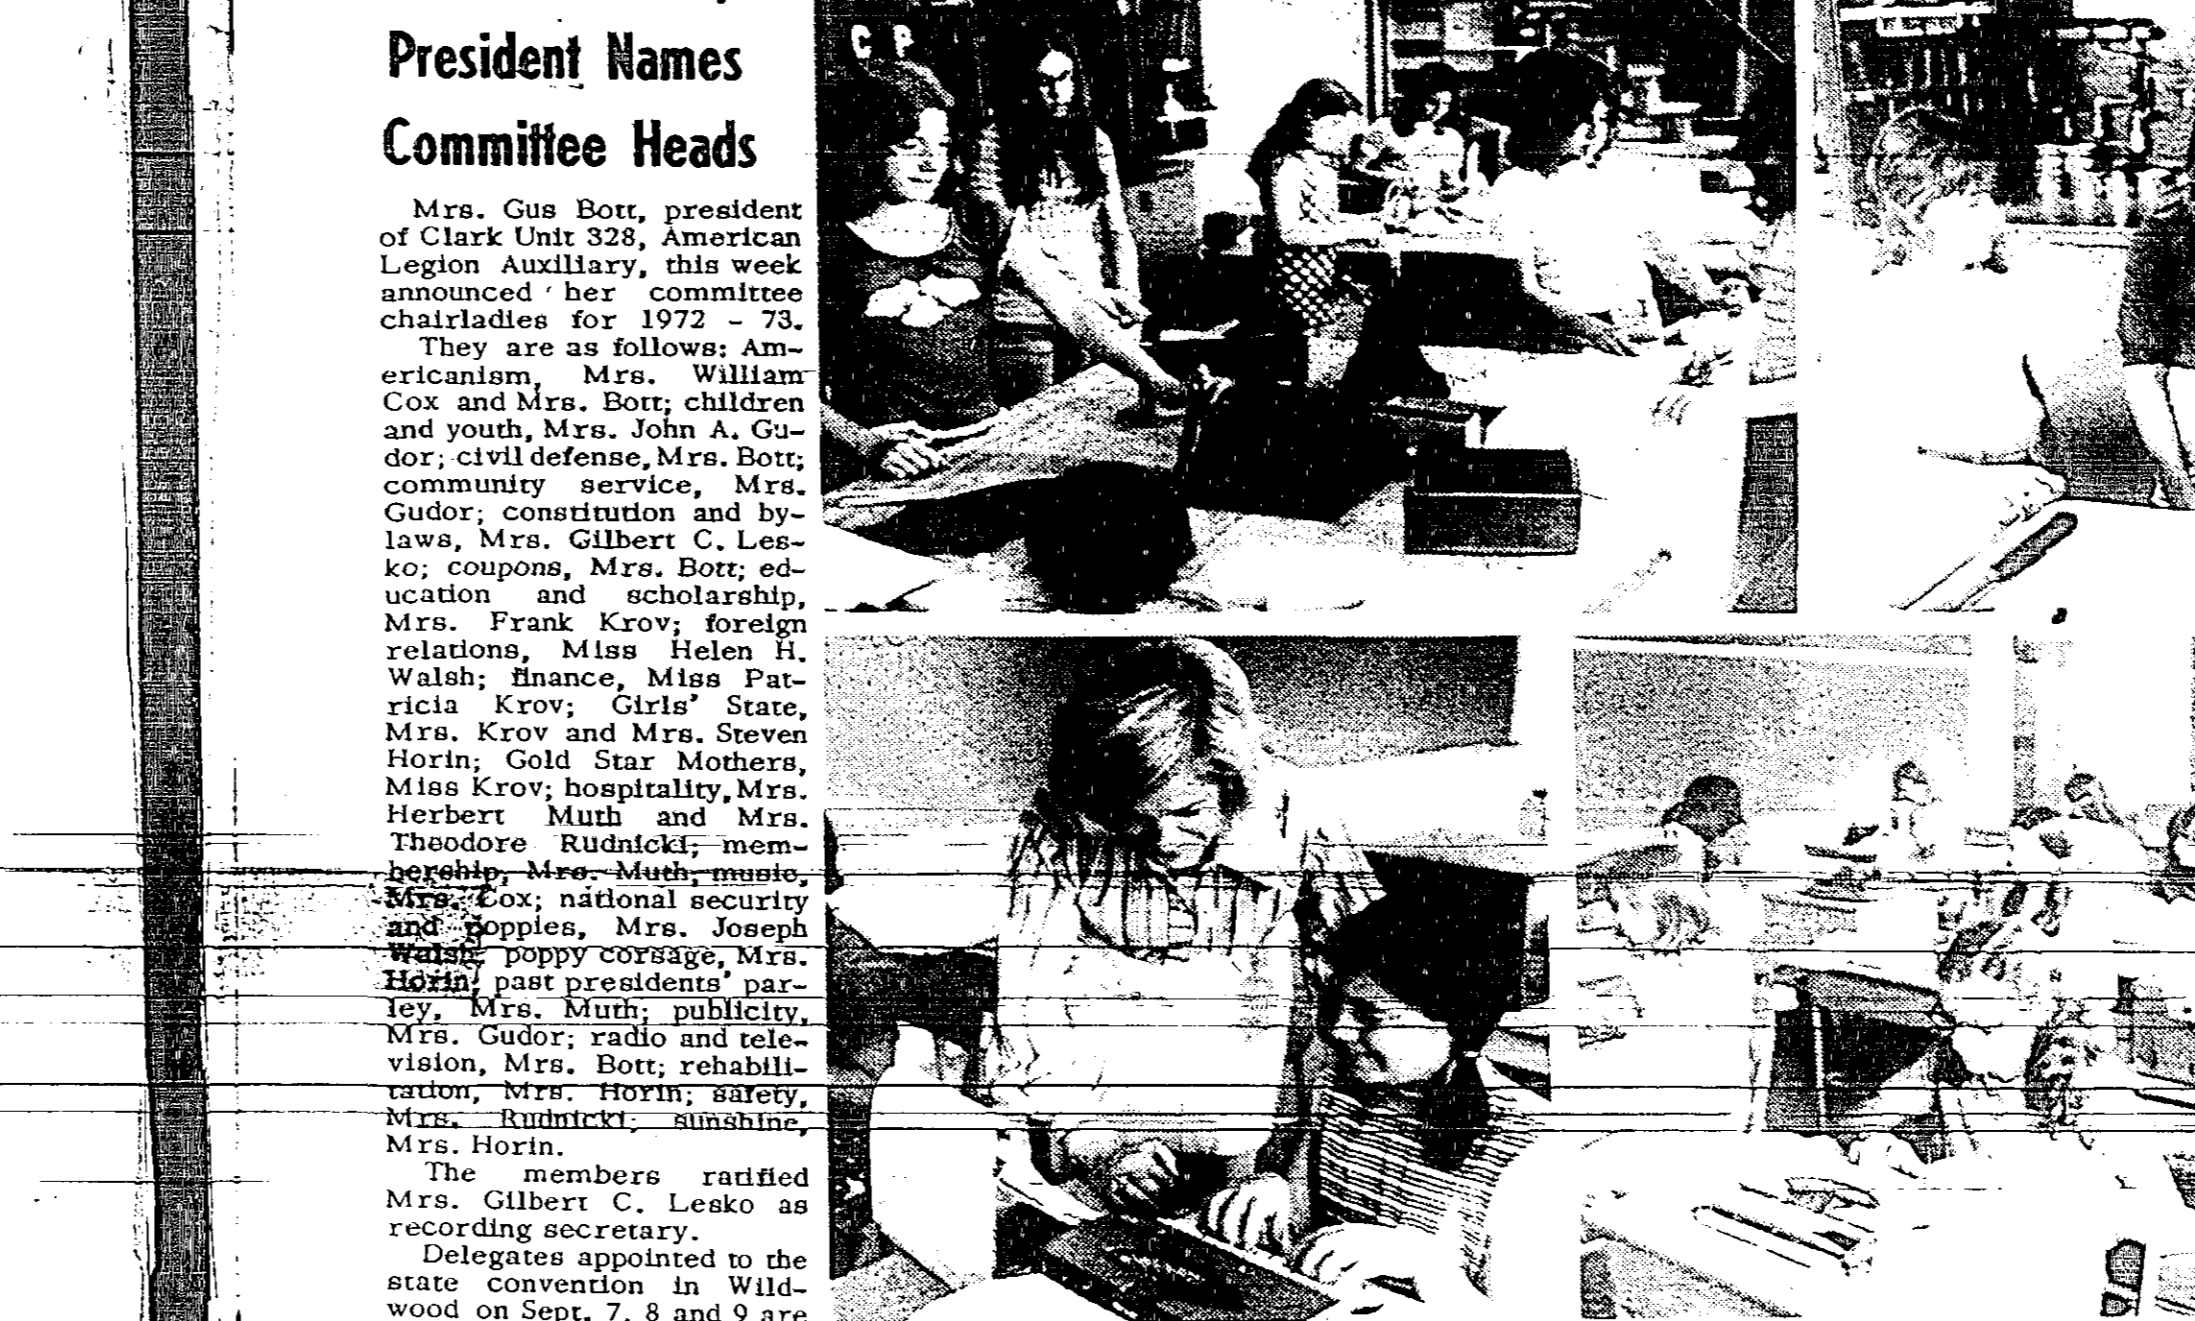 President Names
Committee Heads
Mrs. Gus Bott, president
of Clark Unit 328, American
Legion Auxiliary, this week
announced her committee
chairladies for 1972 - 73.
They are as follows: Am-
ericanism, Mrs. William
Cox and Mrs. Bott; children
and youth, Mrs. John A. Gu-
dor; civil defense, Mrs. Bott;
community service, Mrs.
Gudor; constitution and by-
laws, Mrs. Gilbert C. Les-
ko; coupons, Mrs. Bott; ed-
ucation and scholarship,
Mrs. Frank Krov; foreign
relations, Miss Helen H.
Walsh; finance, Miss Pat-
ricia Krov; Girls' State,
Mrs. Krov and Mrs. Steven
Horin; Gold Star Mothers,
Miss Krov; hospitality, Mrs.
Herbert Muth and Mrs.
Theodore Rudnicki; mem-
bership, Mrs. Muth; music,
Mrs. Cox; national security
and poppies, Mrs. Joseph
Walsh; poppy corsage, Mrs.
Horin; past presidents' par-
ley, Mrs. Muth; publicity,
Mrs. Gudor; radio and tele-
vision, Mrs. Bott; rehabili-
tation, Mrs. Horin; safety,
Mrs. Rudnicki; sunshine,
Mrs. Horin.
The members ratified
Mrs. Gilbert C. Lesko as
recording secretary.
Delegates appointed to the
state convention in Wild-
wood on Sept. 7, 8 and 9 are